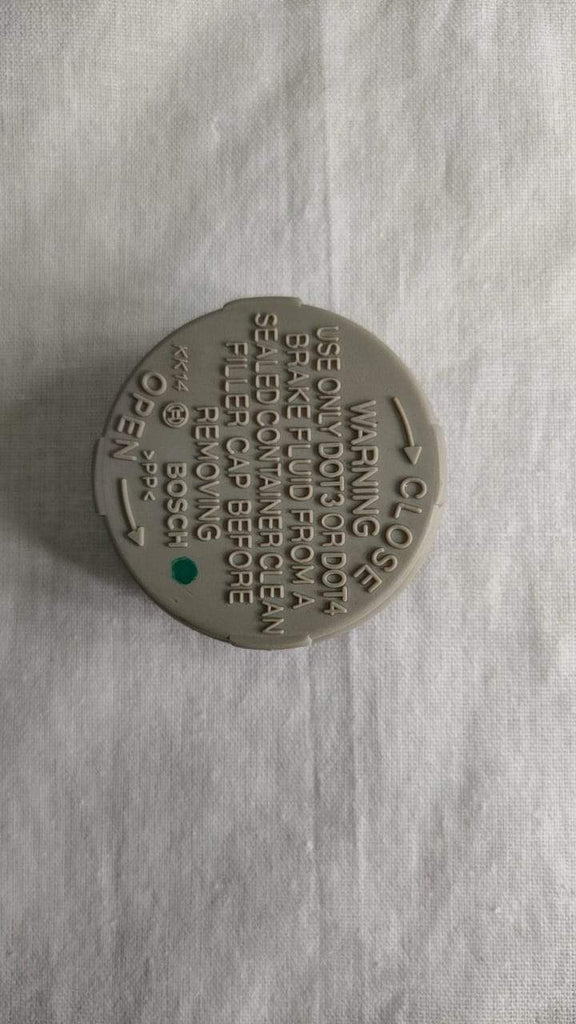 CLOSE
WARNING
USE ONLY DOT3 OR DOT4
BRAKE FLUID FROM A
SEALED CONTAINER CLEAN
FILLER CAP BEFORE
REMOVING
BOSCH
>PP<
KK14
OPEN